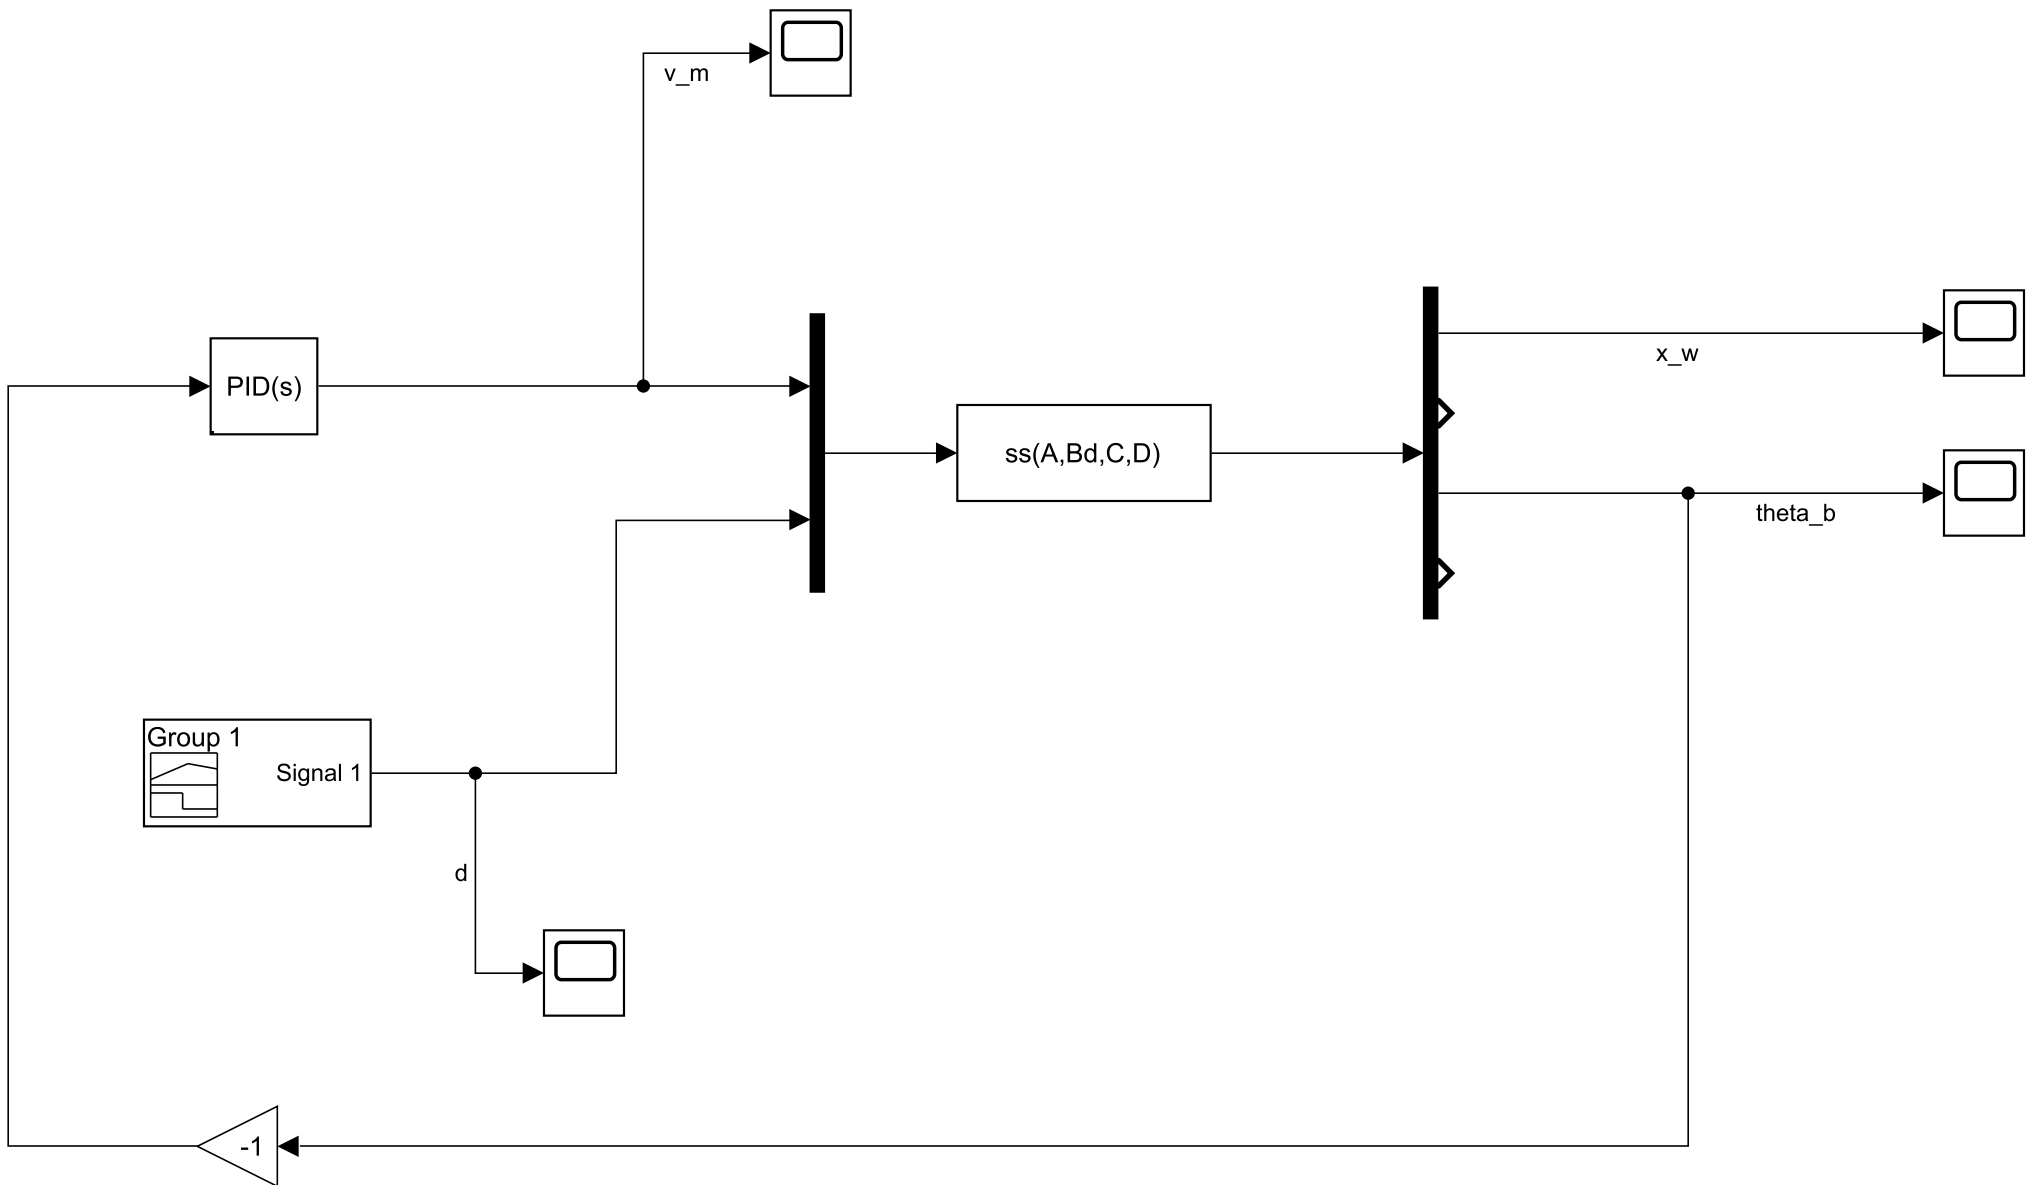 v_m
x_w
PID(s)
ss(A,Bd,C,D)
theta_b
Group 1
Signal 1
d
-1